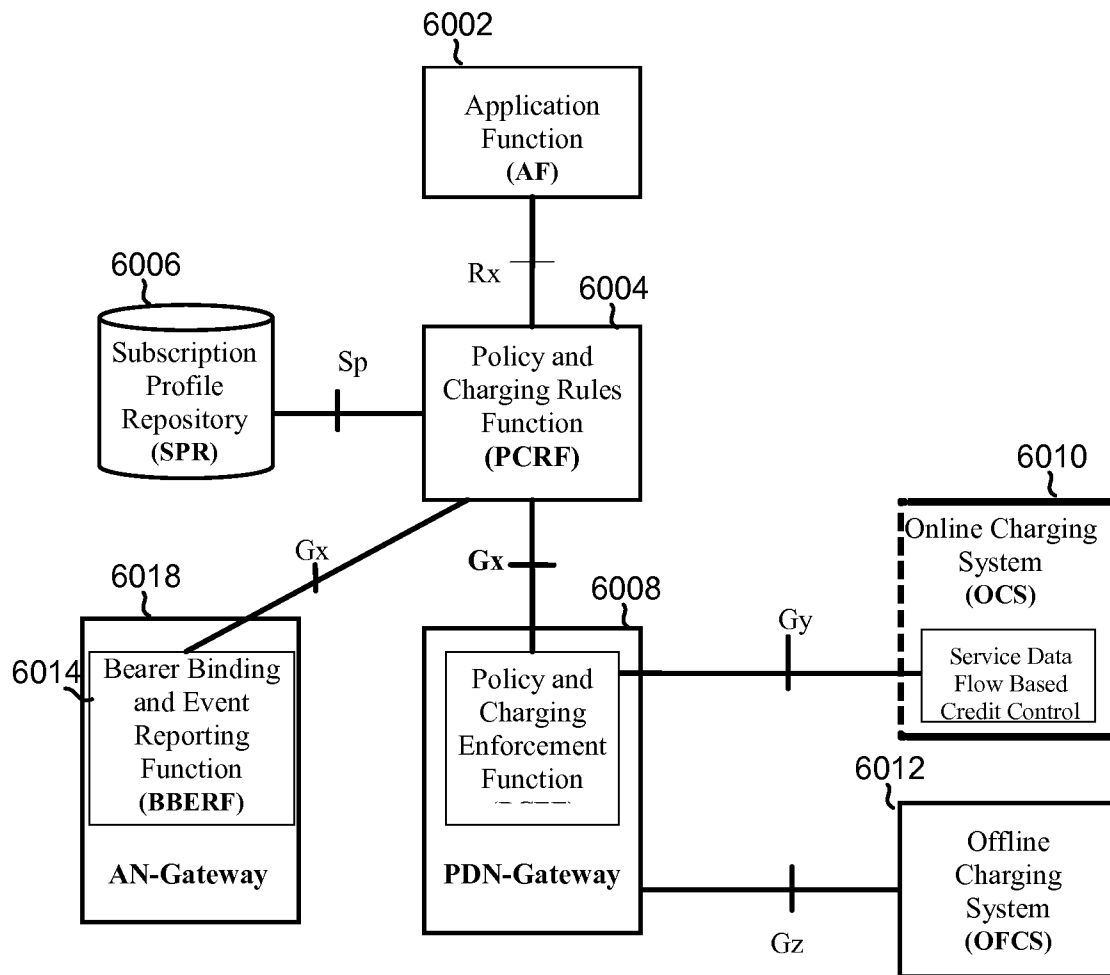 6002
Application
Function
(AF)
Rx
6006
6004
Subscription
Profile
Repository
(SPR)
Sp
Policy and
Charging Rules
Function
(PCRF)
6010
Online Charging
System
(OCS)
Gx
Gx
6018
6008
Gy
6014
Bearer Binding
and Event
Reporting
Function
(BBERF)
Policy and
Charging
Enforcement
Function
Service Data
Flow Based
Credit Control
6012
AN-Gateway
PDN-Gateway
Offline
Charging
System
(OFCS)
Gz